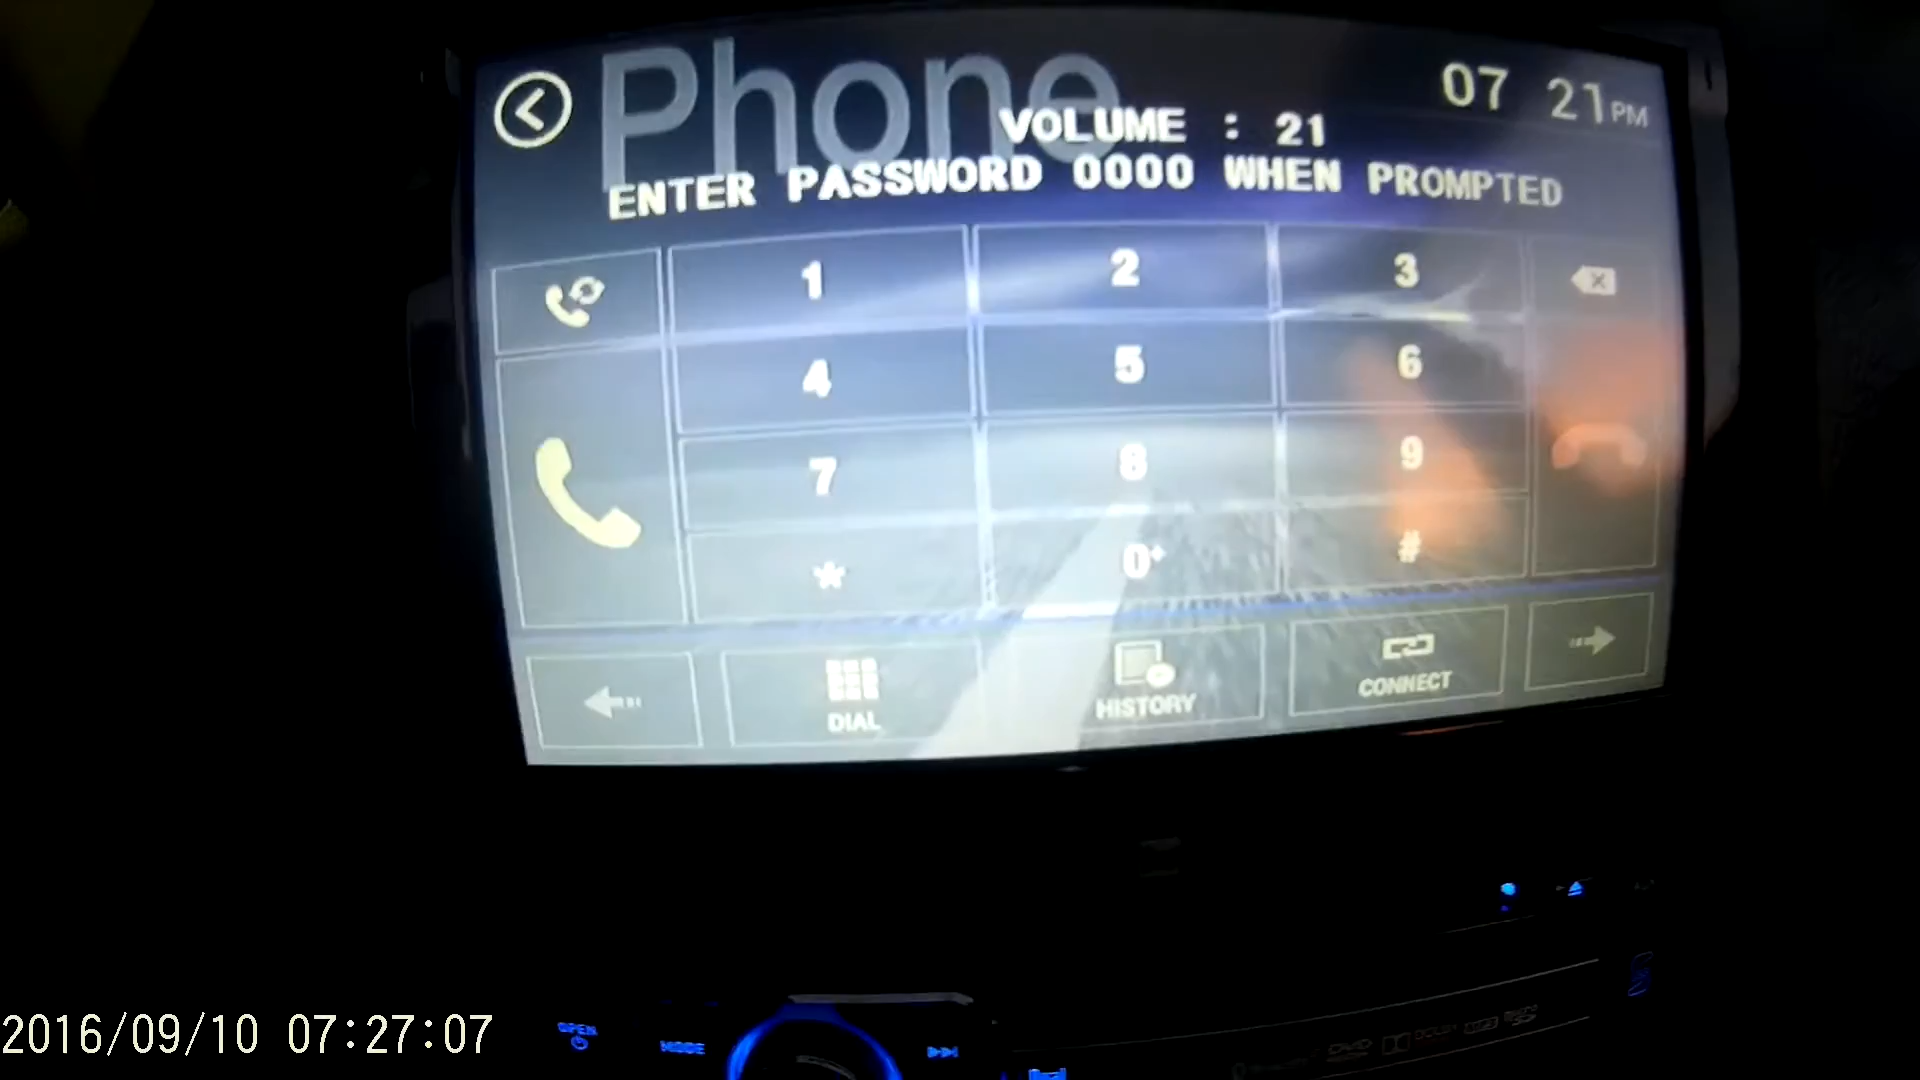 Phone
07 21 PM
VOLUME : 21
ENTER PASSWORD 0000 WHEN PROMPTED
1 2 3
4 5 6
7 8 9
* 0+ #
DIAL HISTORY CONNECT
OPEN
MODE
2016/09/10 07:27:07